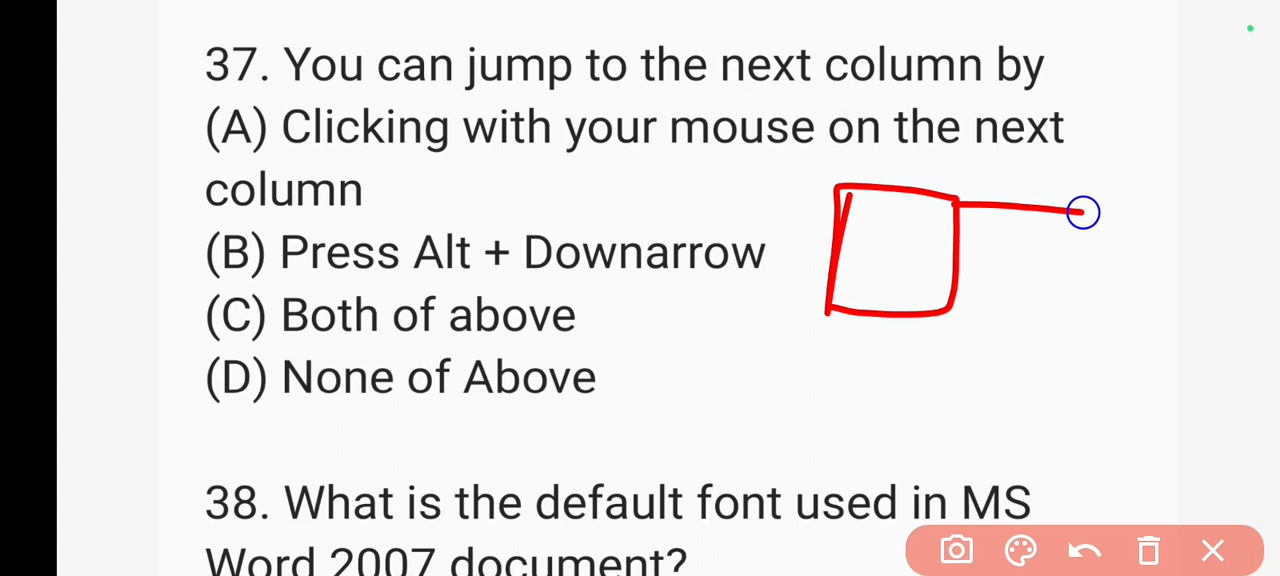 37. You can jump to the next column by
(A) Clicking with your mouse on the next
column
(B) Press Alt + Downarrow
(C) Both of above
(D) None of Above
38. What is the default font used in MS
Word 2007 document?